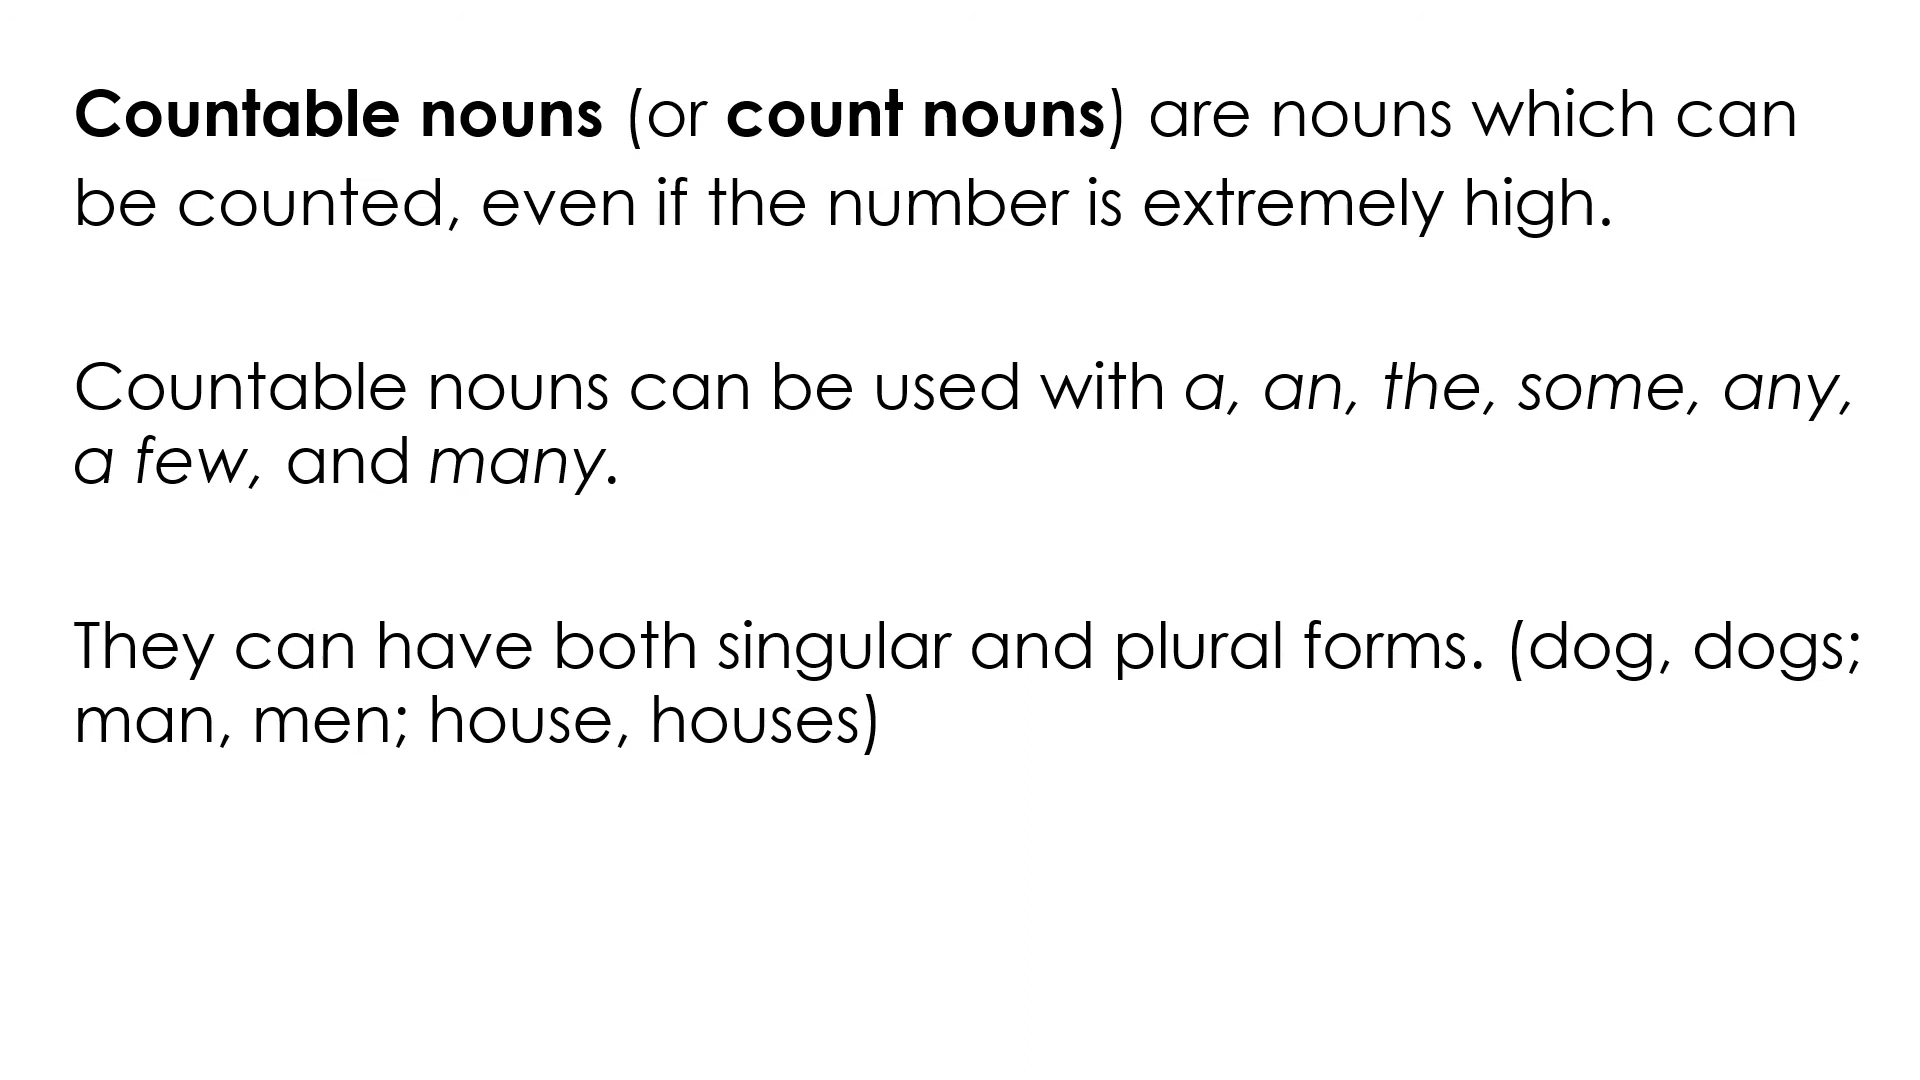 Countable nouns (or count nouns) are nouns which can
be counted, even if the number is extremely high.
Countable nouns can be used with a, an, the, some, any,
a few, and many.
They can have both singular and plural forms. (dog, dogs;
man, men; house, houses)